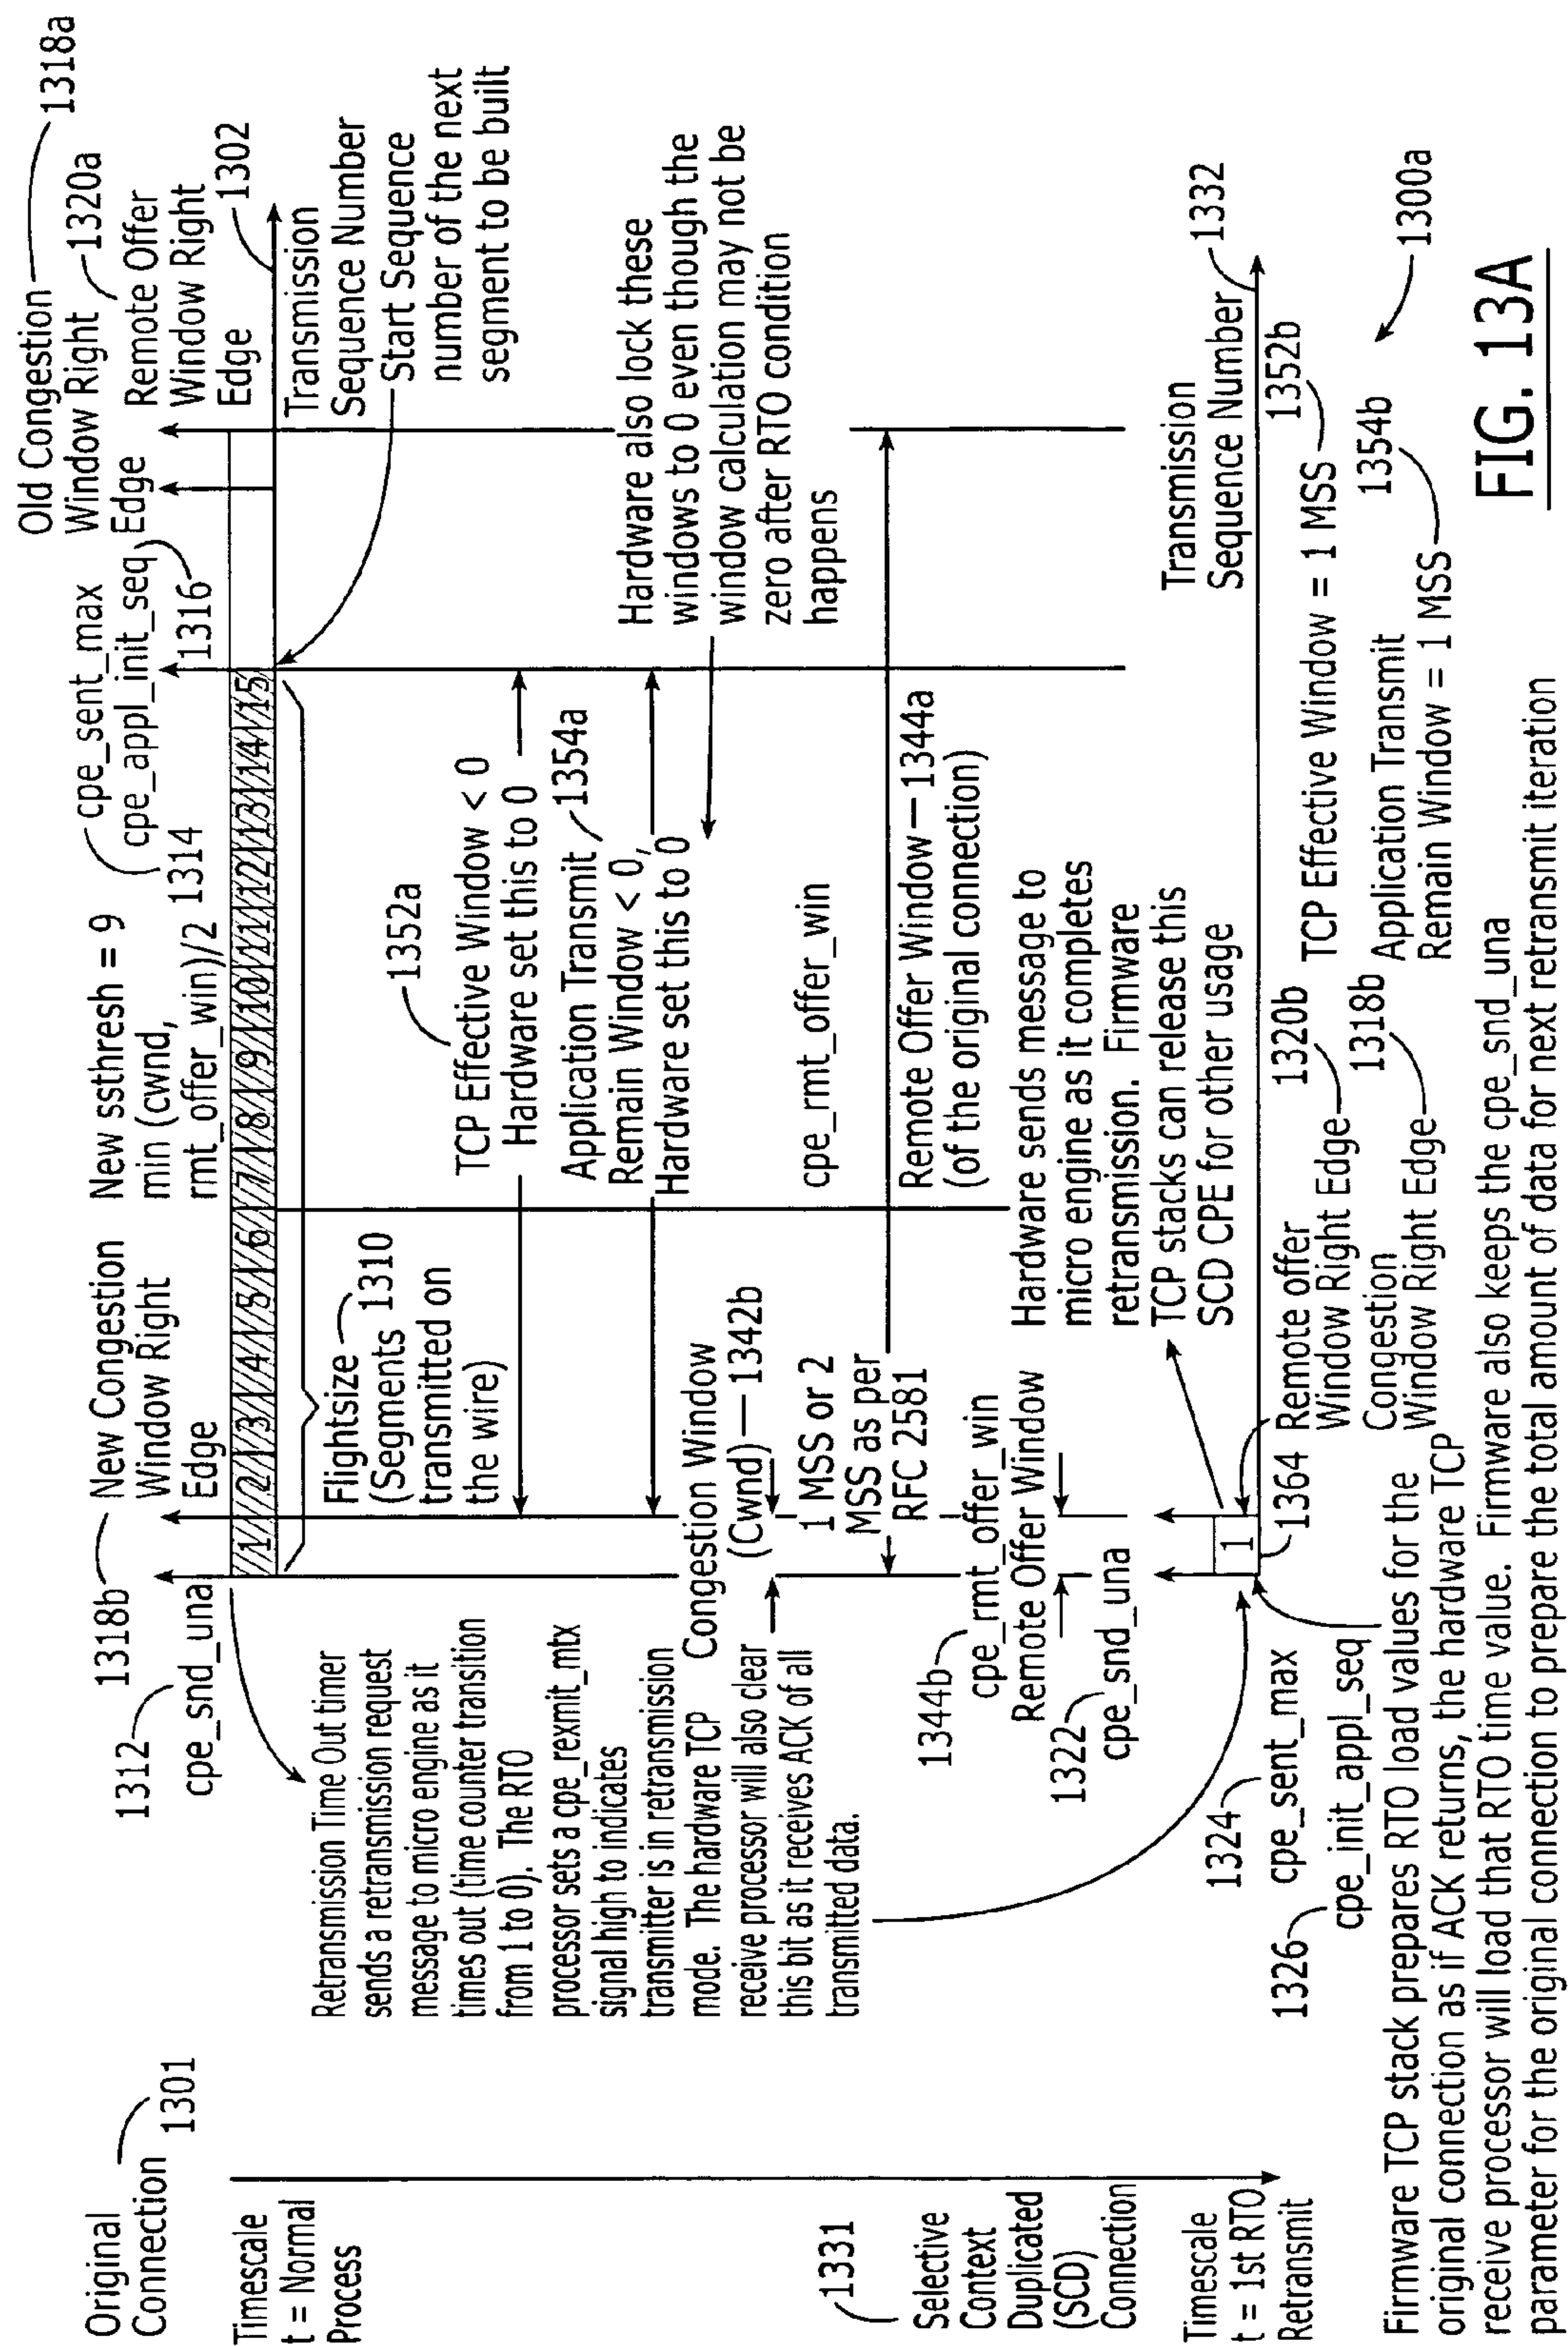 Original
Connection
1301
Timescale
t = Normal
Process
1331
Selective
Context
Duplicated
(SCD)
Connection
Timescale
t = 1st RTO
Retransmit
1312
cpe_snd_una
1318b
New Congestion
Window Right
Edge
New ssthresh = 9
min (cwnd,
rmt_offer_win)/2
1314
cpe_sent_max
cpe_appl_init_seq
1316
Old Congestion
Window Right
Edge
1318a
1320a
Remote Offer
Window Right
Edge
1302
1 2 3 4 5 6 7 8 9 10 11 12 13 14 15
Transmission
Sequence Number
Start Sequence
number of the next
segment to be built
Retransmission Time Out timer
sends a retransmission request
message to micro engine as it
times out (time counter transition
from 1 to 0). The RTO
processor sets a cpe_rexmit_mtx
signal high to indicates
transmitter is in retransmission
mode. The hardware TCP
receive processor will also clear
this bit as it receives ACK of all
transmitted data.
Flightsize
1310
(Segments
transmitted on
the wire)
1352a
TCP Effective Window < 0
Hardware set this to 0
Application Transmit
1354a
Remain Window < 0,
Hardware set this to 0
Hardware also lock these
windows to 0 even though the
window calculation may not be
zero after RTO condition
happens
Congestion Window
(Cwnd)
1342b
1 MSS or 2
MSS as per
RFC 2581
cpe_rmt_offer_win
Remote Offer Window
1344a
(of the original connection)
1344b
cpe_rmt_offer_win
Remote Offer Window
1322
cpe_snd_una
Hardware sends message to
micro engine as it completes
retransmission. Firmware
TCP stacks can release this
SCD CPE for other usage
Transmission
Sequence Number
1332
1
1324
cpe_sent_max
1326
cpe_init_appl_seq
1364
Remote offer
Window Right Edge
1320b
Congestion
Window Right Edge
1318b
TCP Effective Window = 1 MSS
1352b
Application Transmit
Remain Window = 1 MSS
1354b
1300a
Firmware TCP stack prepares RTO load values for the
original connection as if ACK returns, the hardware TCP
receive processor will load that RTO time value. Firmware also keeps the cpe_snd_una
parameter for the original connection to prepare the total amount of data for next retransmit iteration
FIG. 13A